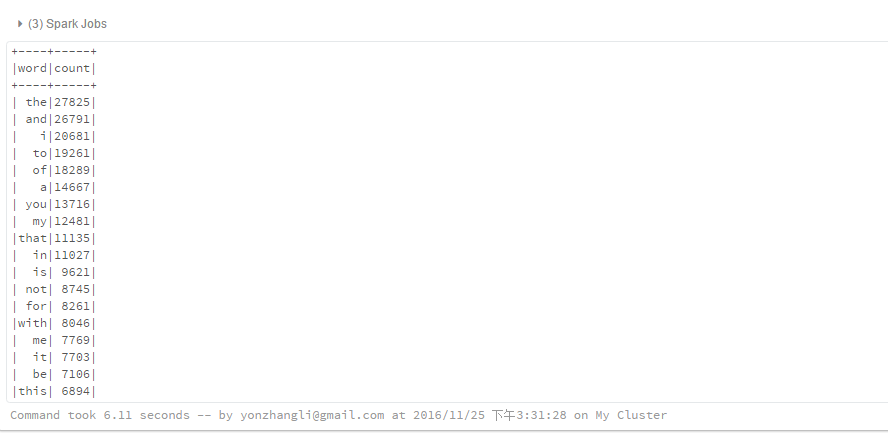 (3) Spark Jobs
+----+-----+
|word|count|
+----+-----+
| the|27825|
| and|26791|
|   i|20681|
|  to|19261|
|  of|18289|
|   a|14667|
| you|13716|
|  my|12481|
|that|11135|
|  in|11027|
|  is| 9621|
| not| 8745|
| for| 8261|
|with| 8046|
|  me| 7769|
|  it| 7703|
|  be| 7106|
|this| 6894|
Command took 6.11 seconds -- by yonzhangli@gmail.com at 2016/11/25 下午3:31:28 on My Cluster